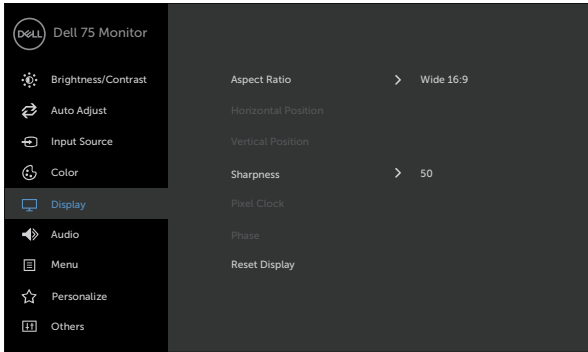 DELL Dell 75 Monitor
Brightness/Contrast
Auto Adjust
Input Source
Color
Display
Audio
Menu
Personalize
Others
Aspect Ratio > Wide 16:9
Horizontal Position
Vertical Position
Sharpness > 50
Pixel Clock
Phase
Reset Display